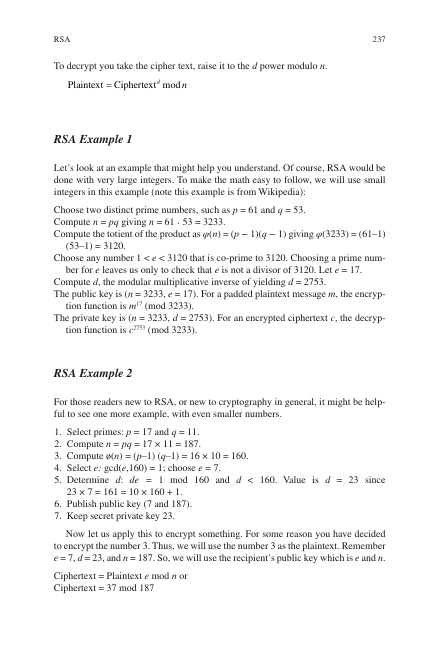 RSA 237
To decrypt you take the cipher text, raise it to the d power modulo n.
Plaintext = Ciphertextᵈ mod n
RSA Example 1
Let's look at an example that might help you understand. Of course, RSA would be
done with very large integers. To make the math easy to follow, we will use small
integers in this example (note this example is from Wikipedia):
Choose two distinct prime numbers, such as p = 61 and q = 53.
Compute n = pq giving n = 61 · 53 = 3233.
Compute the totient of the product as φ(n) = (p − 1)(q − 1) giving φ(3233) = (61–1)
(53–1) = 3120.
Choose any number 1 < e < 3120 that is co-prime to 3120. Choosing a prime num-
ber for e leaves us only to check that e is not a divisor of 3120. Let e = 17.
Compute d, the modular multiplicative inverse of yielding d = 2753.
The public key is (n = 3233, e = 17). For a padded plaintext message m, the encryp-
tion function is m¹⁷ (mod 3233).
The private key is (n = 3233, d = 2753). For an encrypted ciphertext c, the decryp-
tion function is c²⁷⁵³ (mod 3233).
RSA Example 2
For those readers new to RSA, or new to cryptography in general, it might be help-
ful to see one more example, with even smaller numbers.
1. Select primes: p = 17 and q = 11.
2. Compute n = pq = 17 × 11 = 187.
3. Compute ø(n) = (p–1) (q–1) = 16 × 10 = 160.
4. Select e: gcd(e,160) = 1; choose e = 7.
5. Determine d: de = 1 mod 160 and d < 160. Value is d = 23 since
23 × 7 = 161 = 10 × 160 + 1.
6. Publish public key (7 and 187).
7. Keep secret private key 23.
Now let us apply this to encrypt something. For some reason you have decided
to encrypt the number 3. Thus, we will use the number 3 as the plaintext. Remember
e = 7, d = 23, and n = 187. So, we will use the recipient's public key which is e and n.
Ciphertext = Plaintext e mod n or
Ciphertext = 37 mod 187